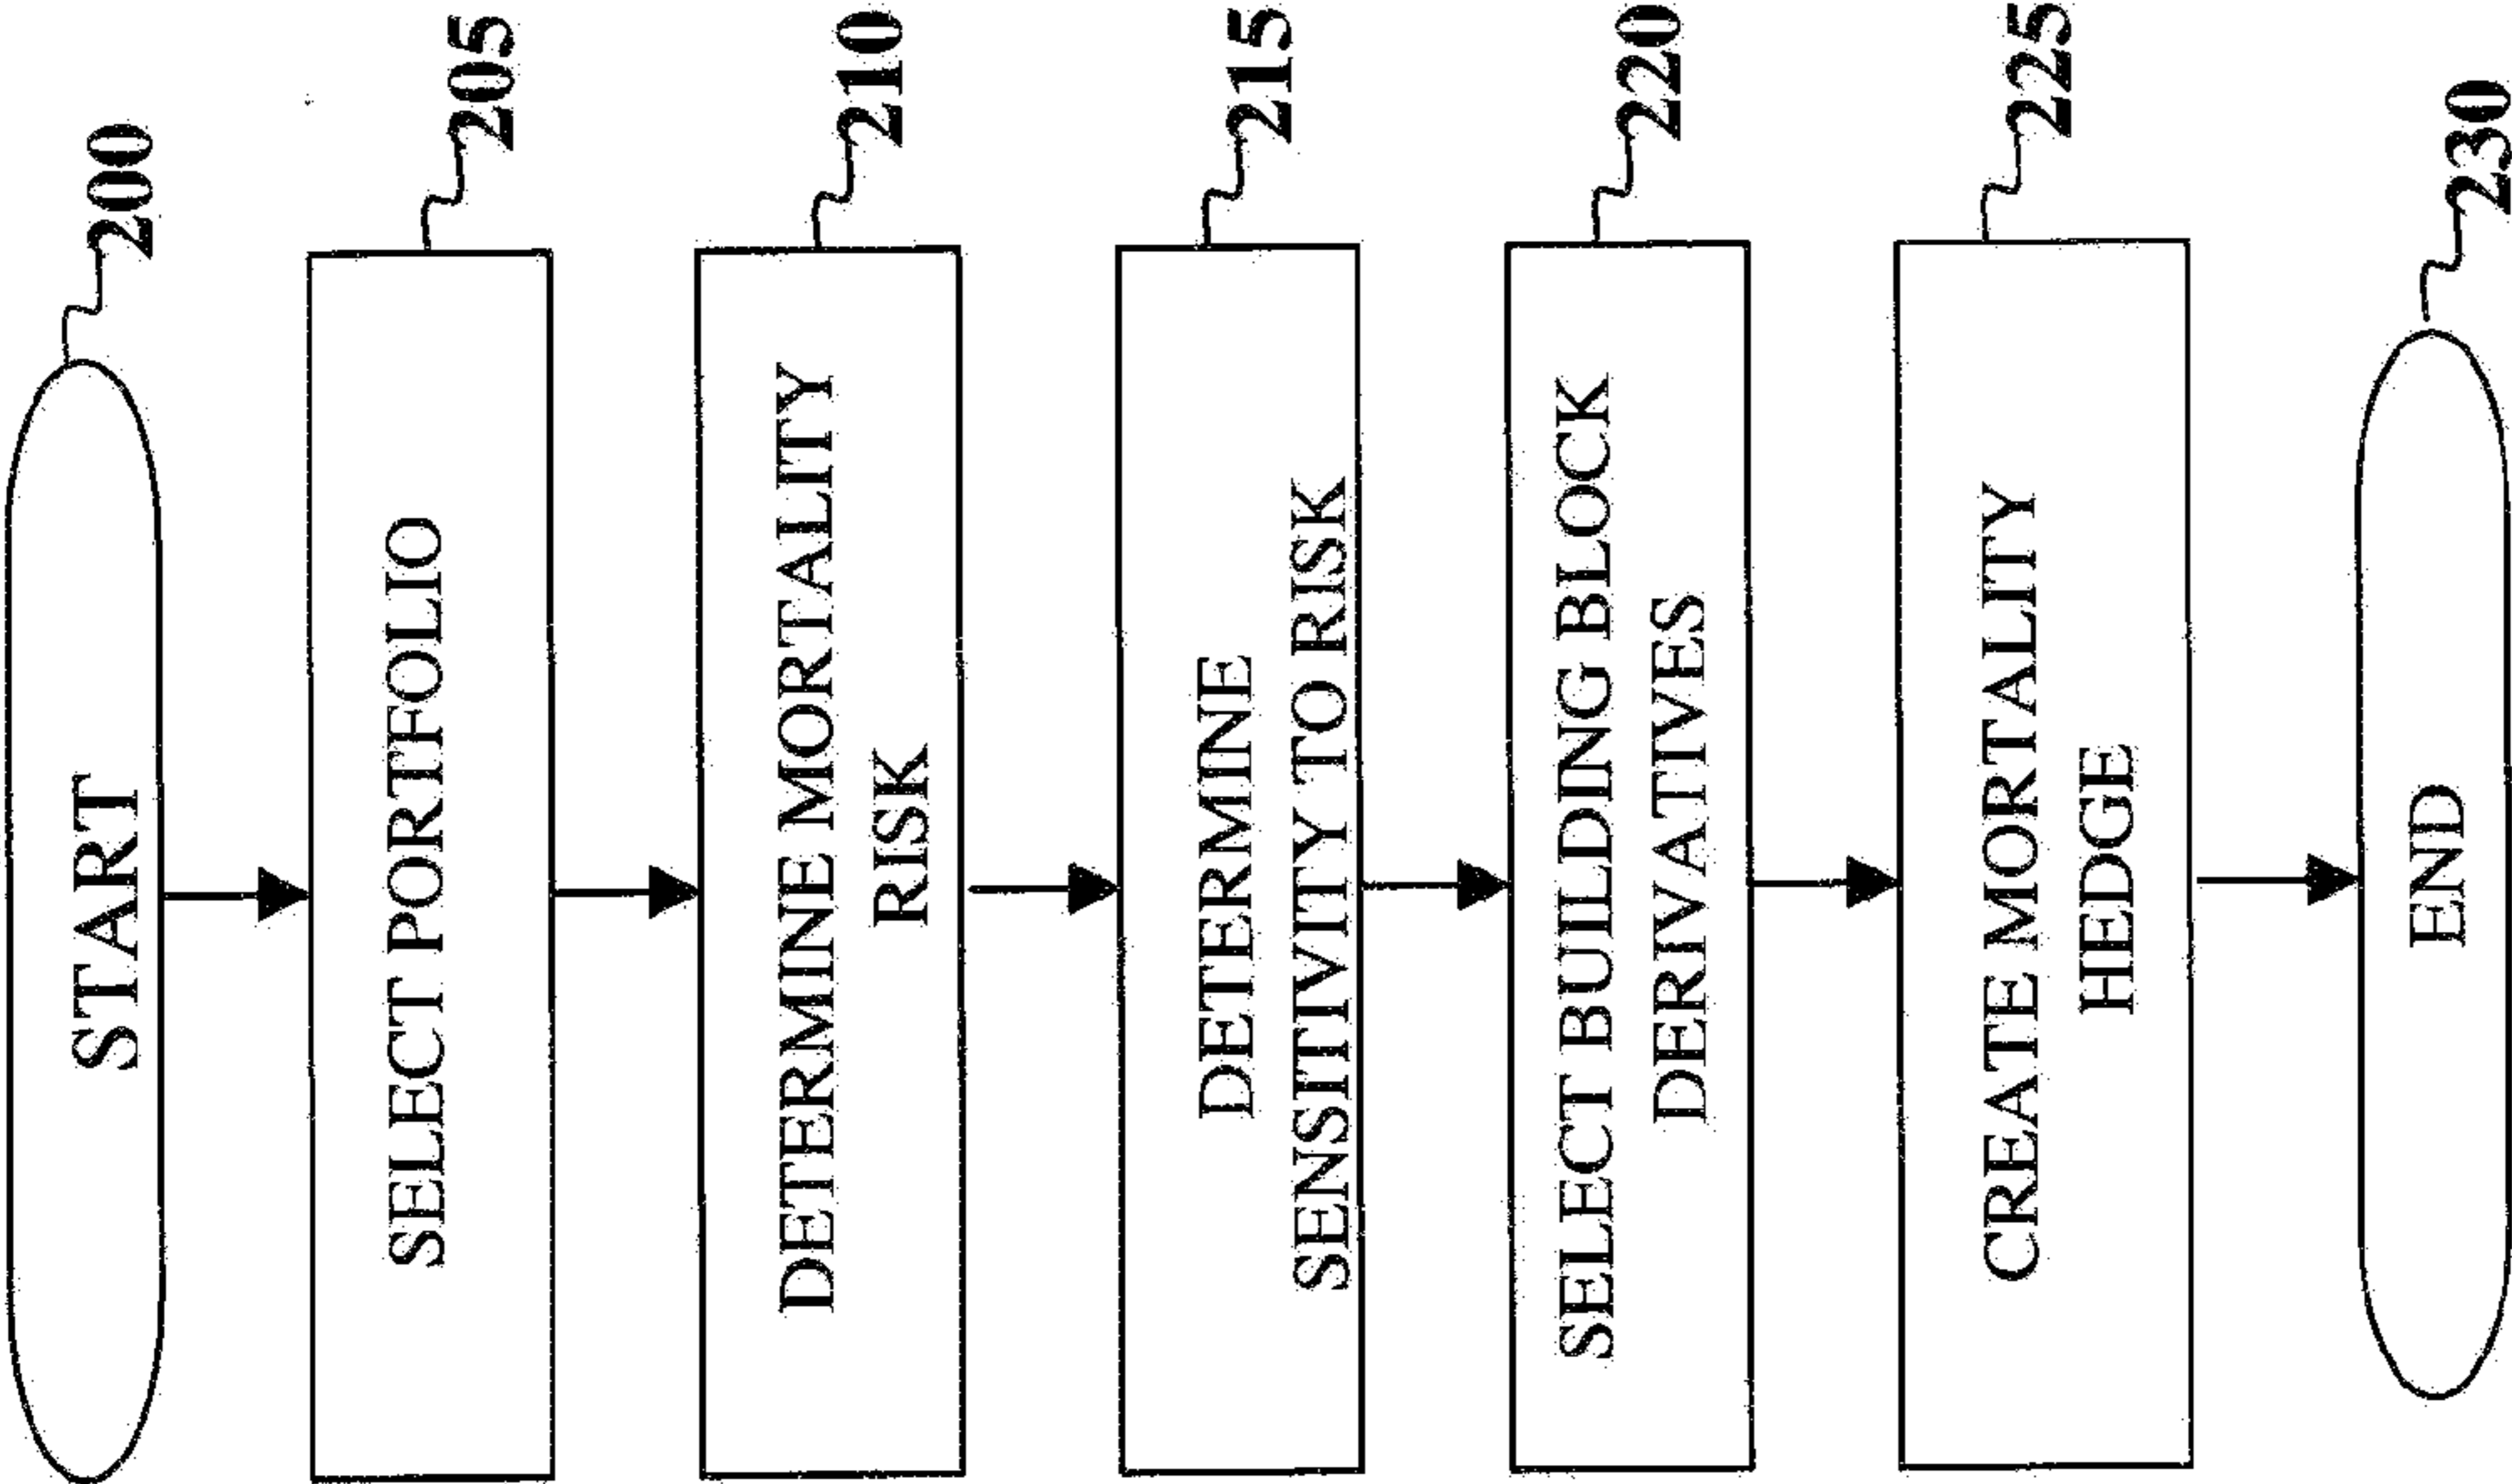 START
200
SELECT PORTFOLIO
205
DETERMINE MORTALITY
RISK
210
DETERMINE
SENSITIVITY TO RISK
215
SELECT BUILDING BLOCK
DERIVATIVES
220
CREATE MORTALITY
HEDGE
225
END
230